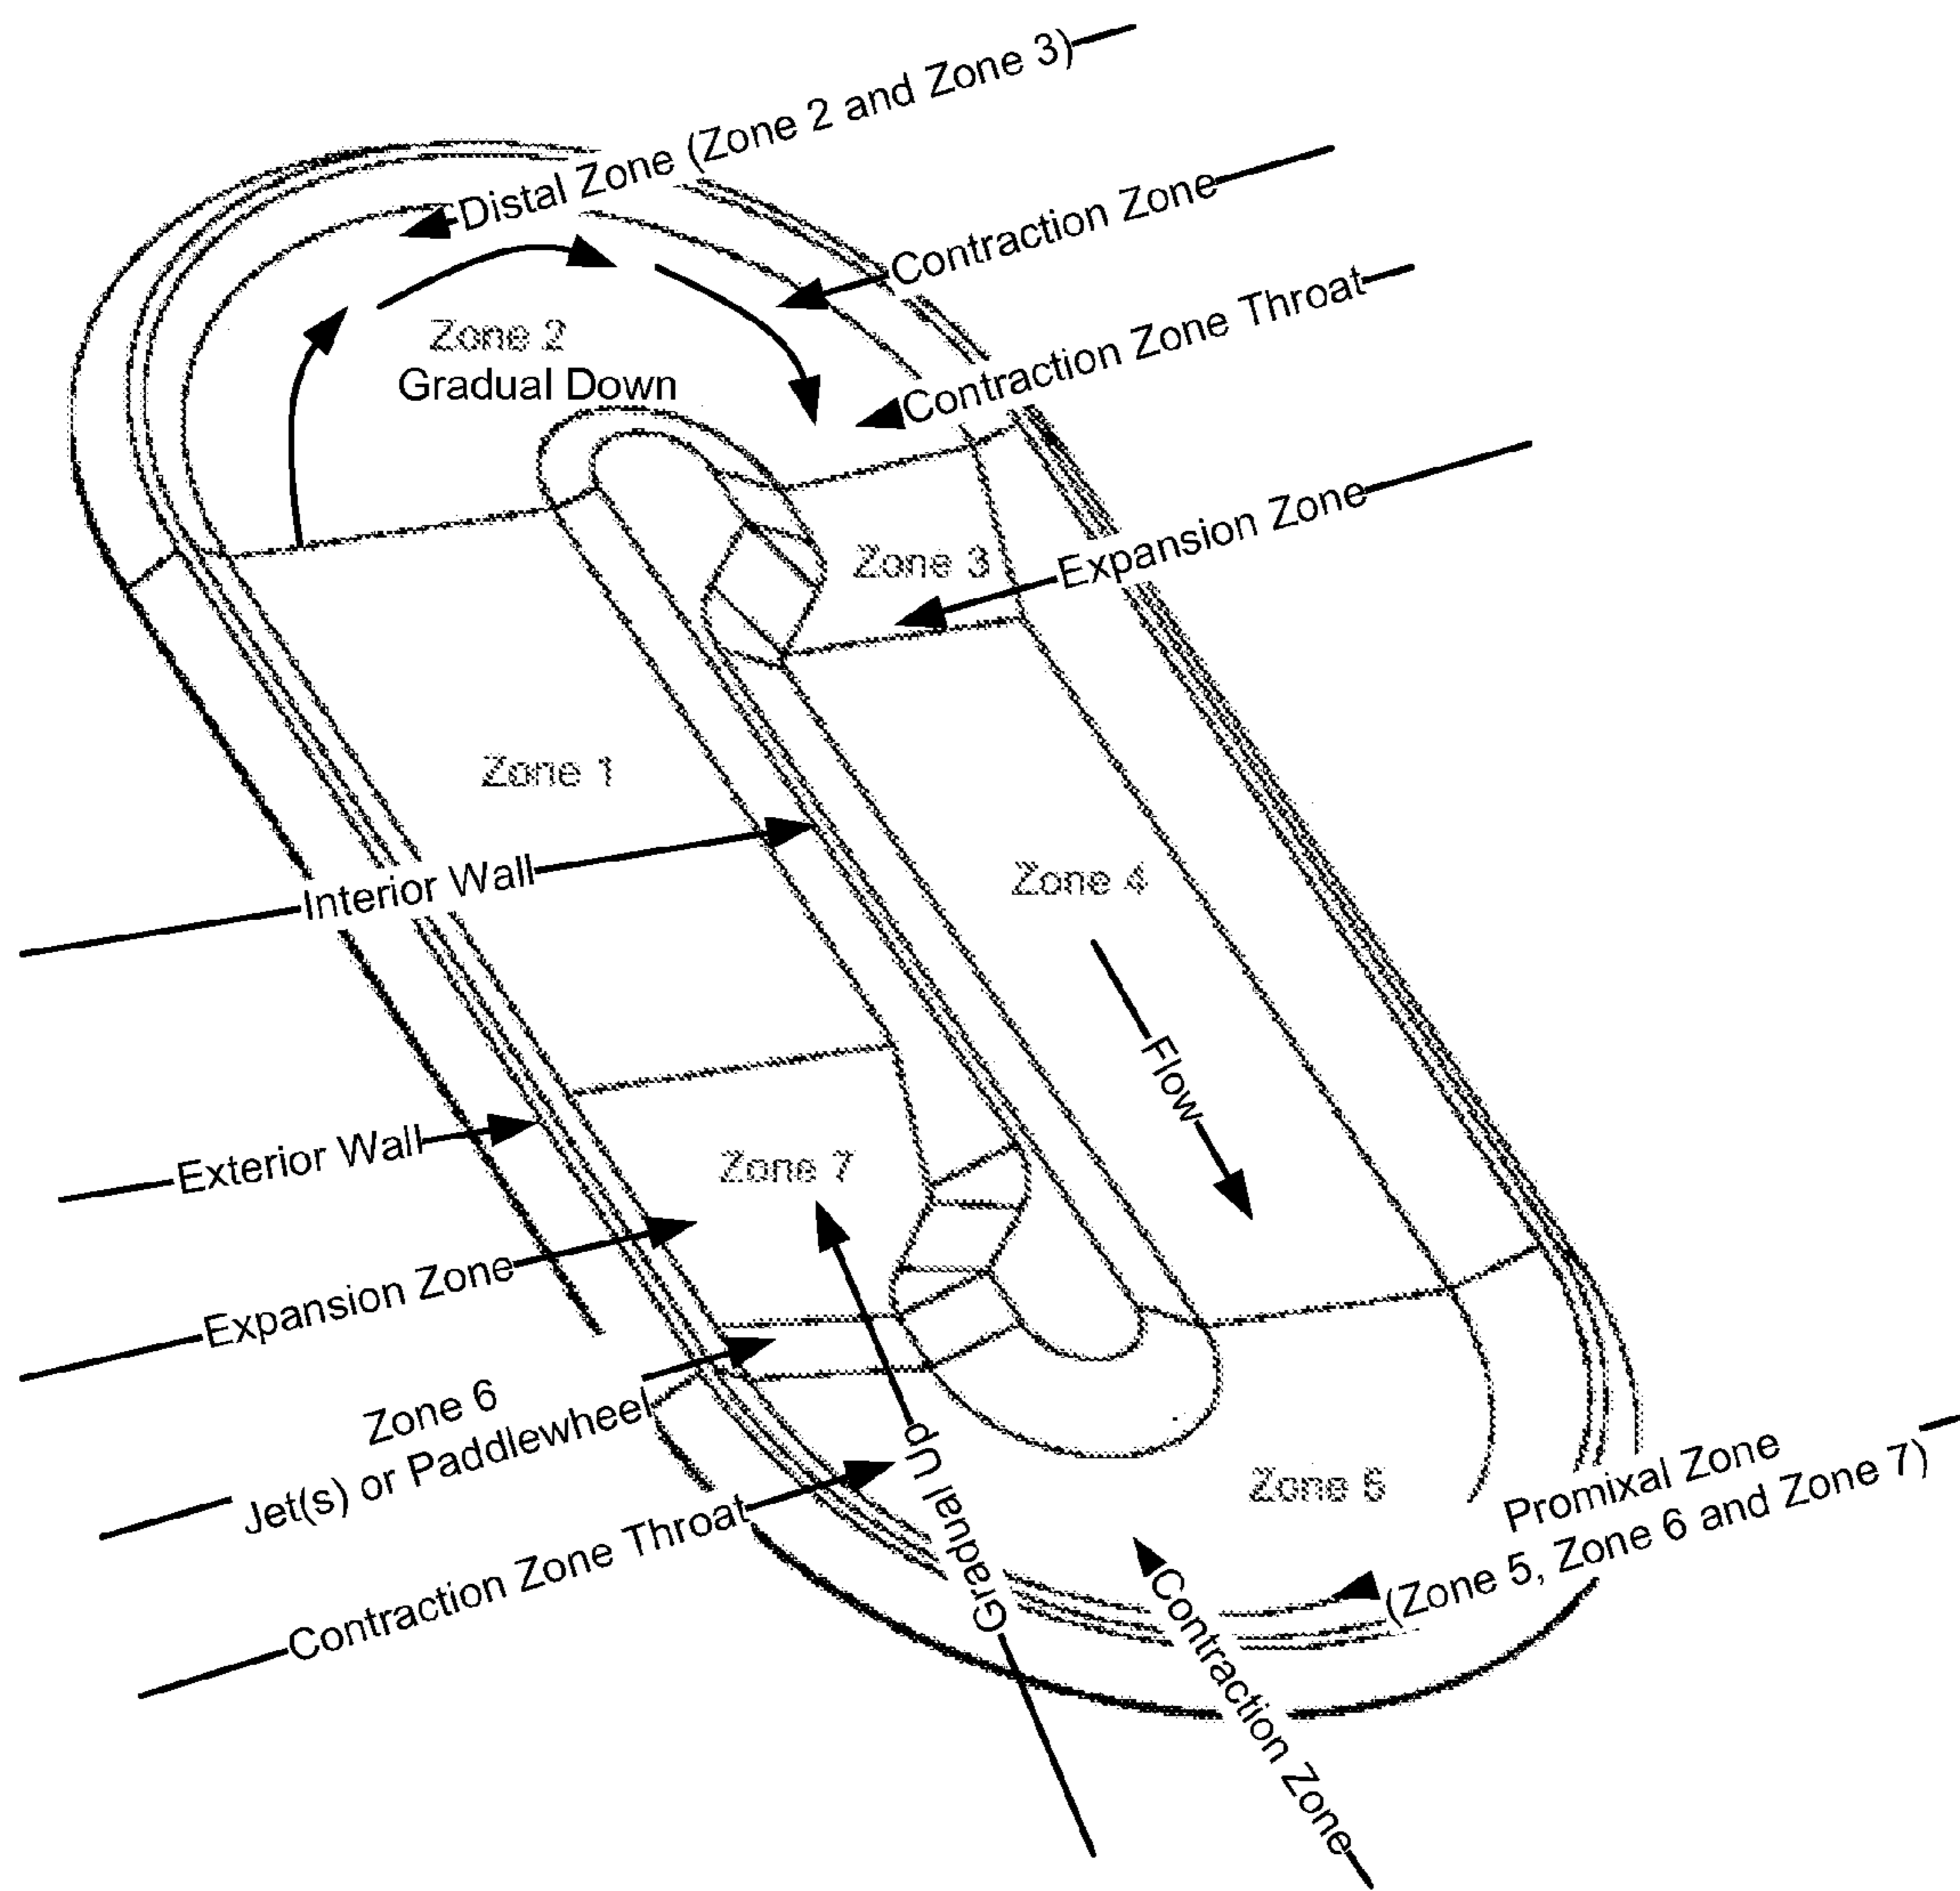 Distal Zone (Zone 2 and Zone 3)
Contraction Zone
Contraction Zone Throat
Zone 2
Gradual Down
Expansion Zone
Zone 3
Zone 1
Interior Wall
Zone 4
Flow
Exterior Wall
Zone 7
Expansion Zone
Zone 6
Jet(s) or Paddlewheel
Contraction Zone Throat
Gradual Up
Zone 5
Promixal Zone
(Zone 5, Zone 6 and Zone 7)
Contraction Zone